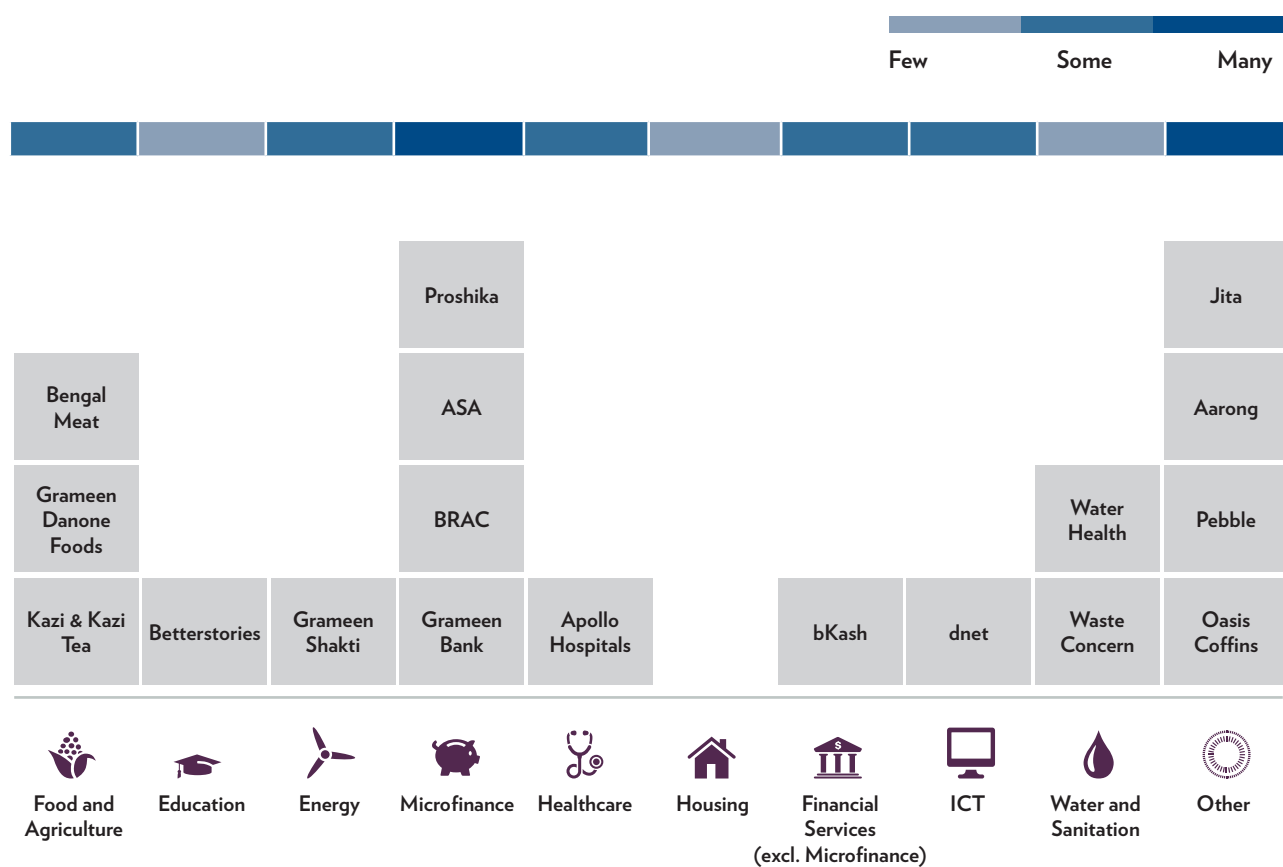 Few Some Many
Proshika Jita
Bengal
Meat
ASA Aarong
Grameen
Danone
Foods
BRAC
Water
Health
Pebble
Kazi & Kazi
Tea
Betterstories
Grameen
Shakti
Grameen
Bank
Apollo
Hospitals
bKash
dnet
Waste
Concern
Oasis
Coffins
$
Food and
Agriculture
Education
Energy
Microfinance
Healthcare
Housing
Financial
Services
(excl. Microfinance)
ICT
Water and
Sanitation
Other